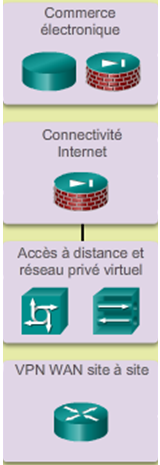 Commerce
électronique
Connectivité
Internet
Accès à distance et
réseau privé virtuel
VPN WAN site à site